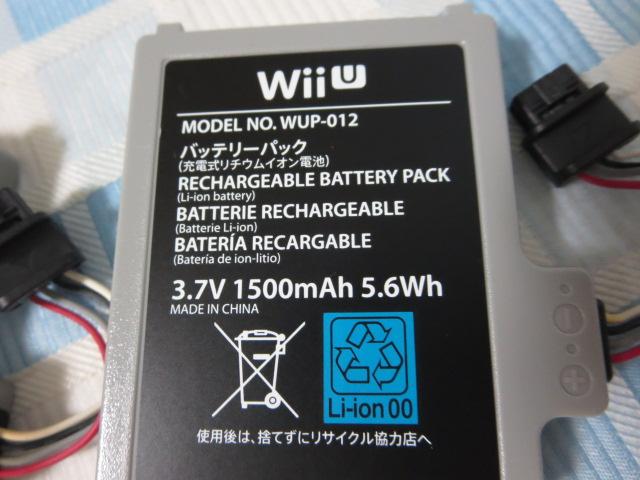 Wii U
MODEL NO. WUP-012
バッテリーパック
(充電式リチウムイオン電池)
RECHARGEABLE BATTERY PACK
(Li-ion battery)
BATTERIE RECHARGEABLE
(Batterie Li-ion)
BATERÍA RECARGABLE
(Batería de ion-litio)
3.7V 1500mAh 5.6Wh
MADE IN CHINA
Li-ion 00
使用後は、捨てずにリサイクル協力店へ